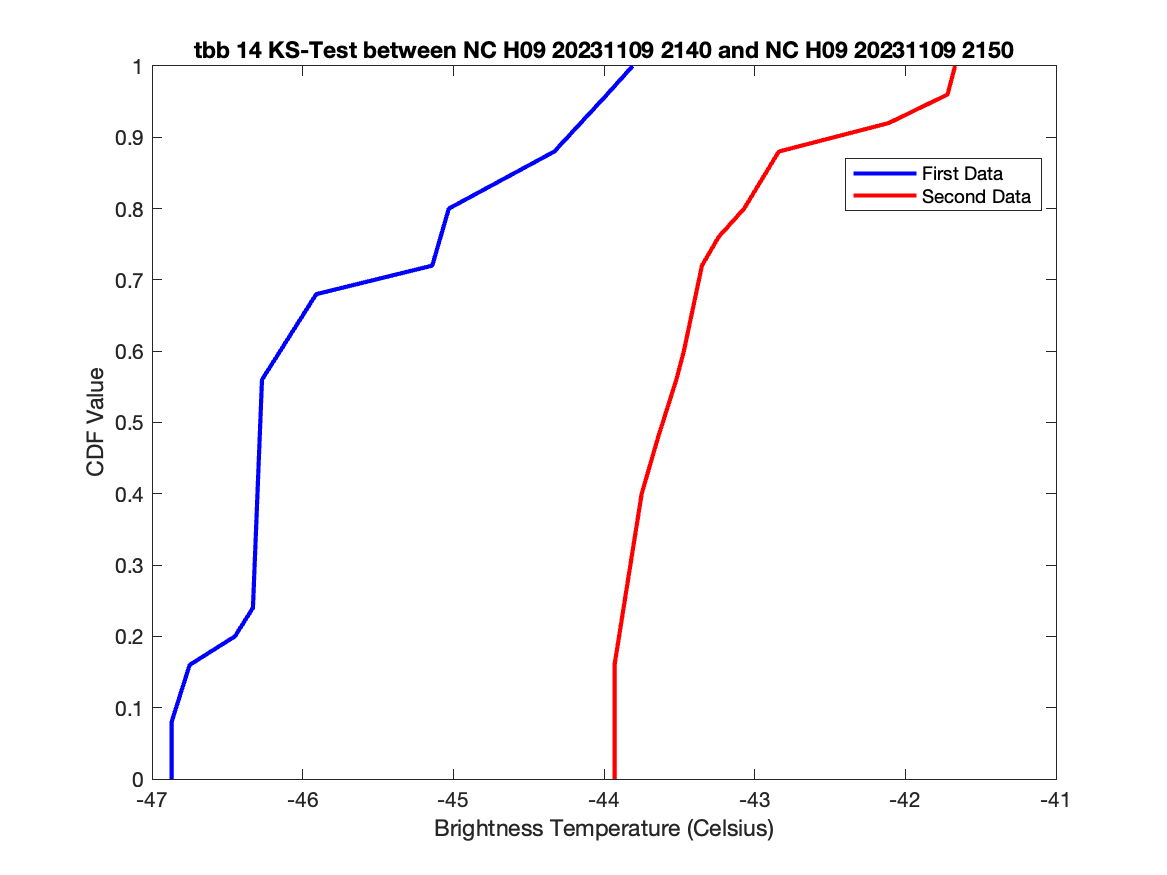 tbb 14 KS-Test between NC H09 20231109 2140 and NC H09 20231109 2150
1
0.9
0.8
0.7
0.6
0.5
0.4
0.3
0.2
0.1
0
CDF Value
First Data
Second Data
-47 -46 -45 -44 -43 -42 -41
Brightness Temperature (Celsius)